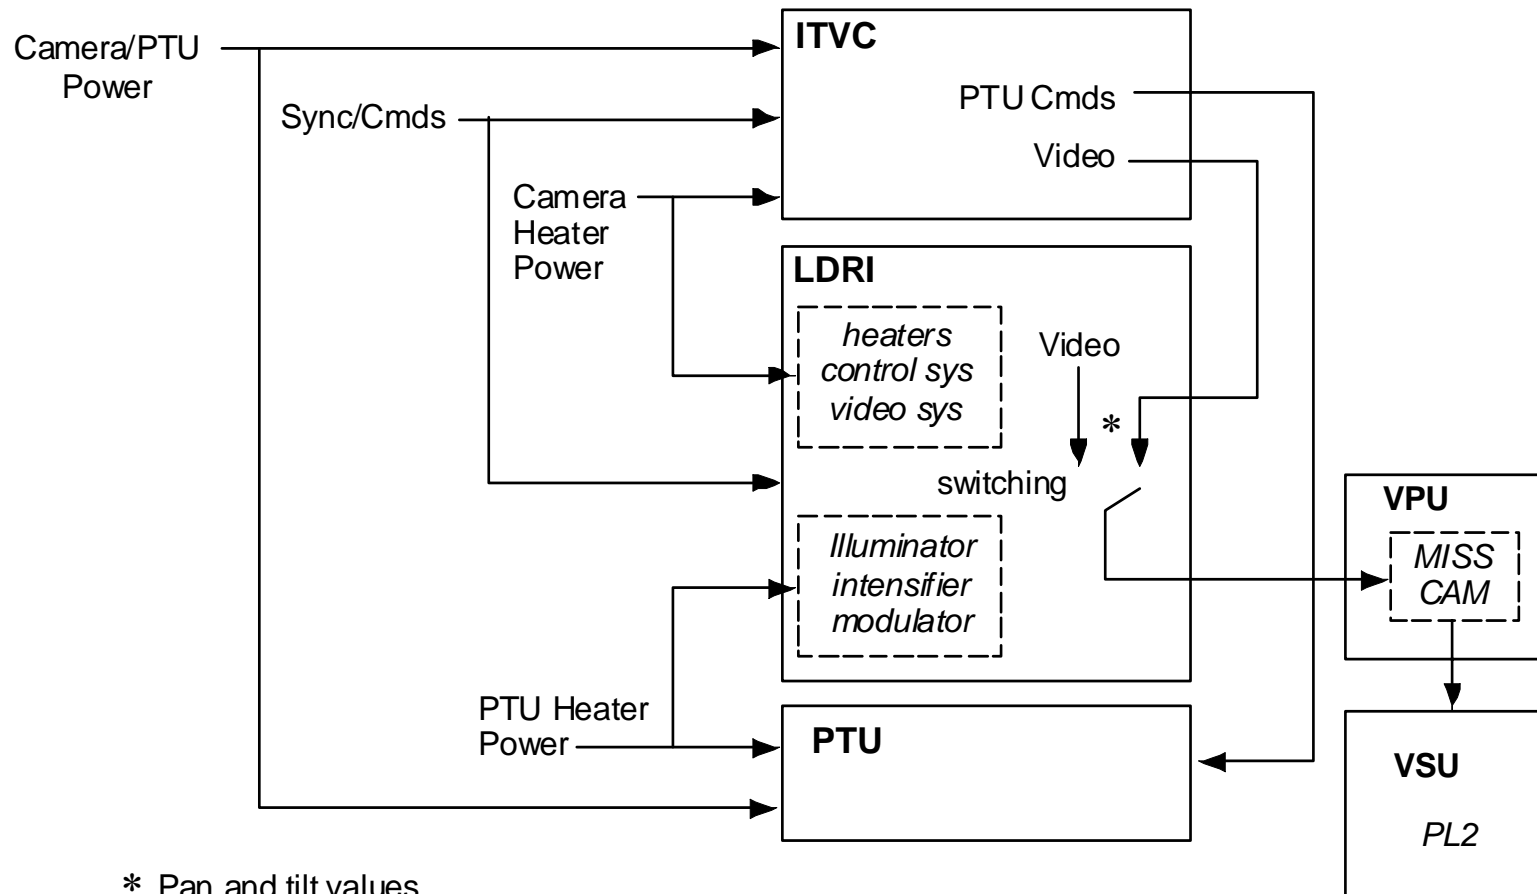 Camera/PTU
Power
Sync/Cmds
Camera
Heater
Power
PTU Heater
Power
ITVC
PTU Cmds
Video
LDRI
heaters
control sys
video sys
Video
*
switching
Illuminator
intensifier
modulator
PTU
VPU
MISS
CAM
VSU
PL2
* Pan and tilt values